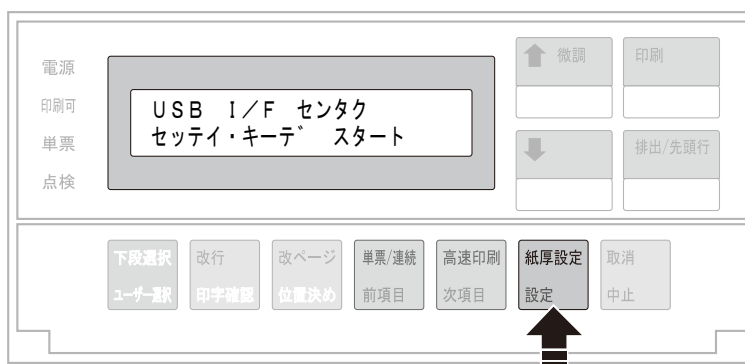 電源
印刷可
単票
点検
USB I/F センタク
セッテイ・キーデ゛ スタート
微調
印刷
排出/先頭行
下段選択
ユーザー選択
改行
印字確認
改ページ
位置決め
単票/連続
前項目
高速印刷
次項目
紙厚設定
設定
取消
中止